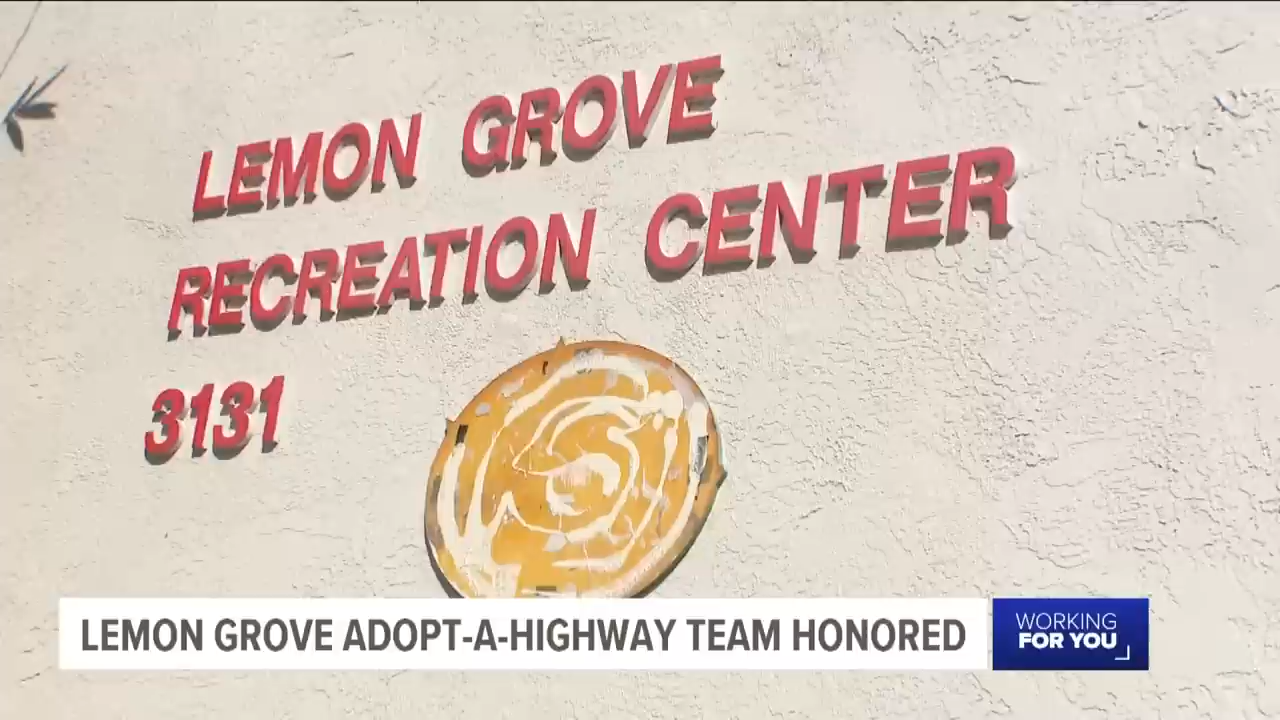 LEMON GROVE
RECREATION CENTER
3131
LEMON GROVE ADOPT-A-HIGHWAY TEAM HONORED
WORKING
FOR YOU